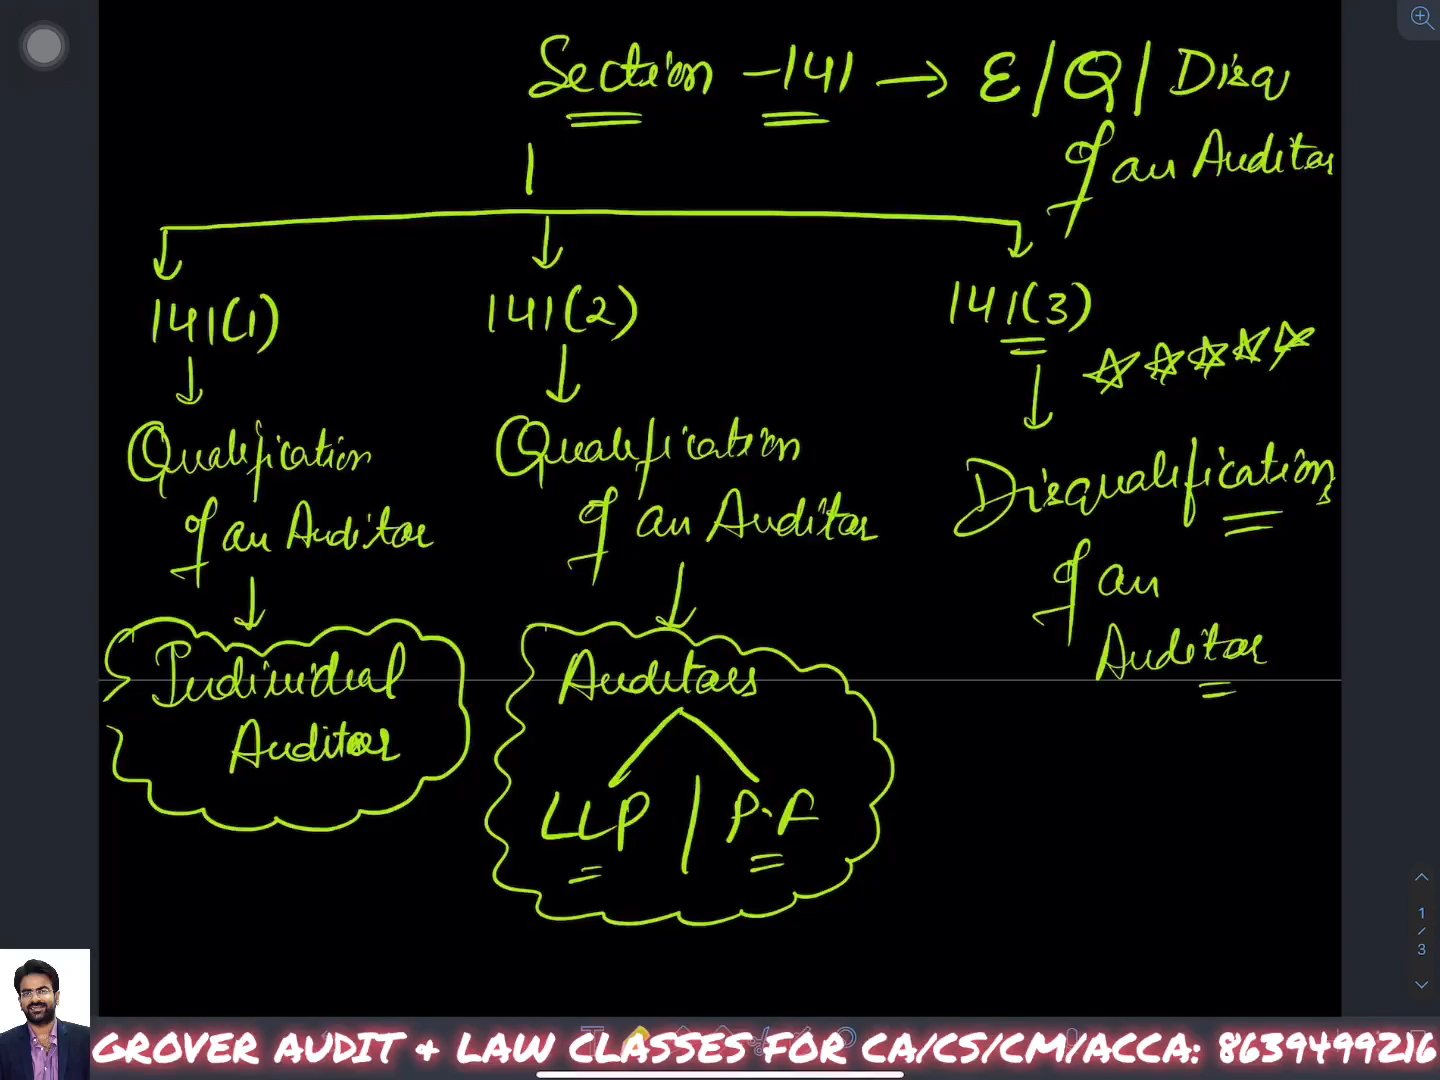 Section - 141 → E/Q/Disq
of an Auditor
141(1)
141(2)
141(3)
Qualification
of an Auditor
Qualification
of an Auditor
Disqualifications
of an
Auditor
Individual
Auditor
Auditors
LLP / P.F
1
/
3
GROVER AUDIT & LAW CLASSES FOR CA/CS/CM/ACCA: 8639499216